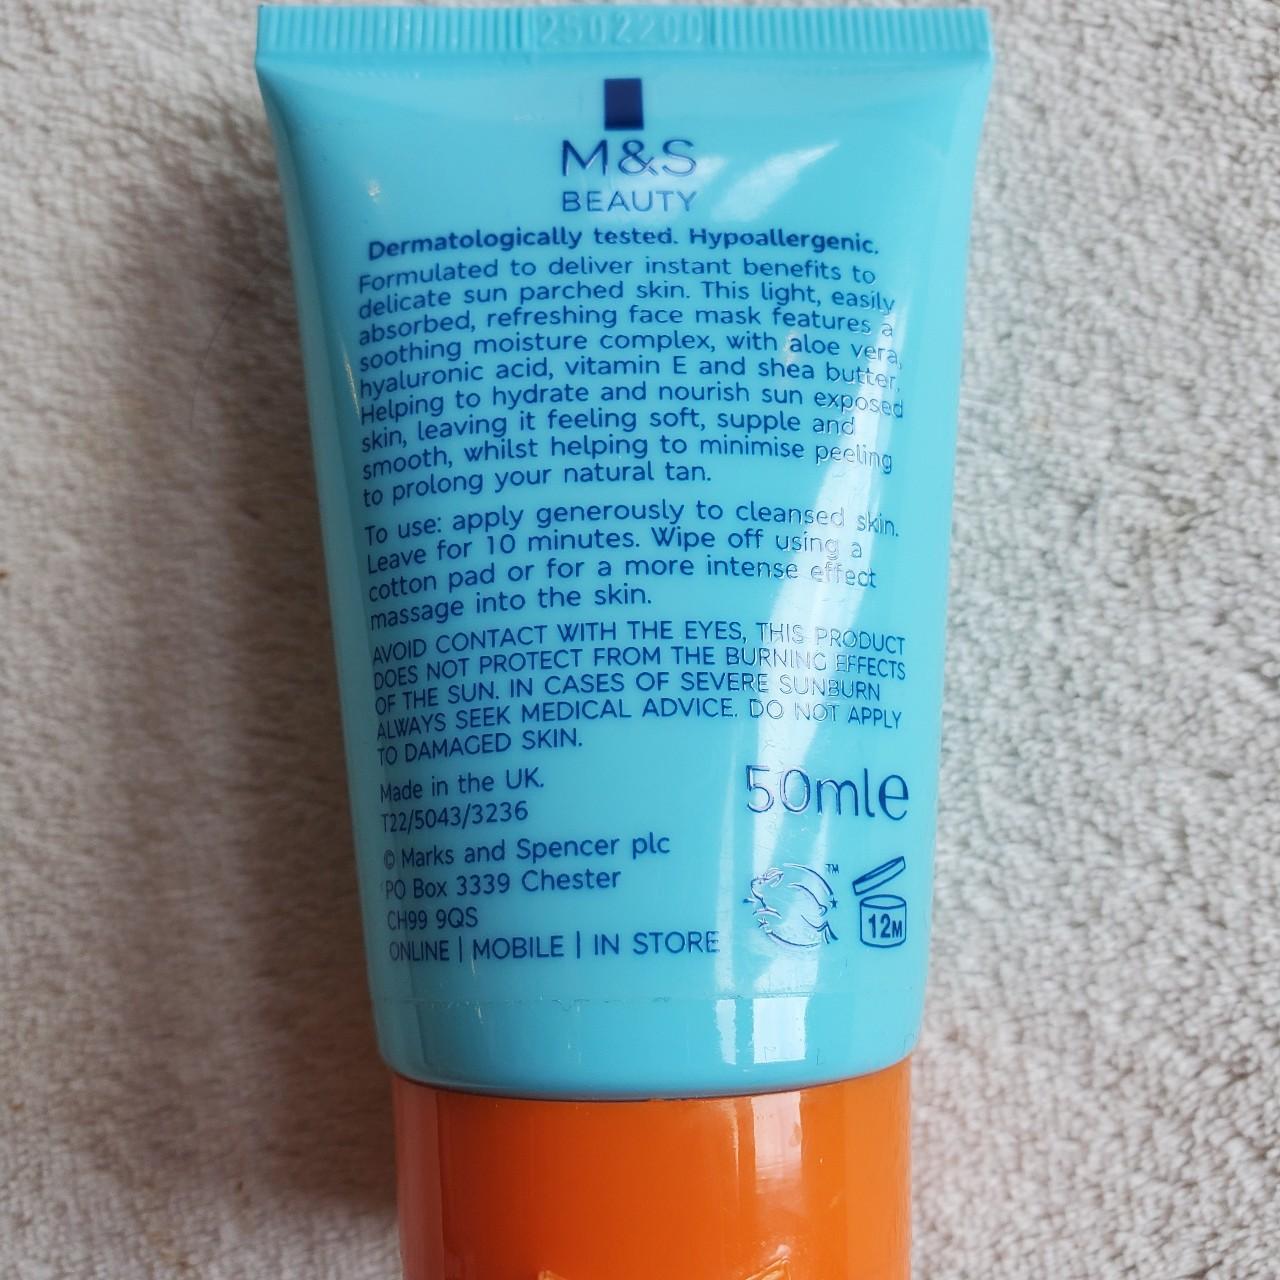 25022200
M&S
BEAUTY
Dermatologically tested. Hypoallergenic.
Formulated to deliver instant benefits to
delicate sun parched skin. This light, easily
absorbed, refreshing face mask features a
soothing moisture complex, with aloe vera,
hyaluronic acid, vitamin E and shea butter.
Helping to hydrate and nourish sun exposed
skin, leaving it feeling soft, supple and
smooth, whilst helping to minimise peeling
to prolong your natural tan.
To use: apply generously to cleansed skin.
Leave for 10 minutes. Wipe off using a
cotton pad or for a more intense effect
massage into the skin.
AVOID CONTACT WITH THE EYES, THIS PRODUCT
DOES NOT PROTECT FROM THE BURNING EFFECTS
OF THE SUN. IN CASES OF SEVERE SUNBURN
ALWAYS SEEK MEDICAL ADVICE. DO NOT APPLY
TO DAMAGED SKIN.
Made in the UK.
T22/5043/3236
50mle
© Marks and Spencer plc
PO Box 3339 Chester
CH99 9QS
ONLINE | MOBILE | IN STORE
TM
12M